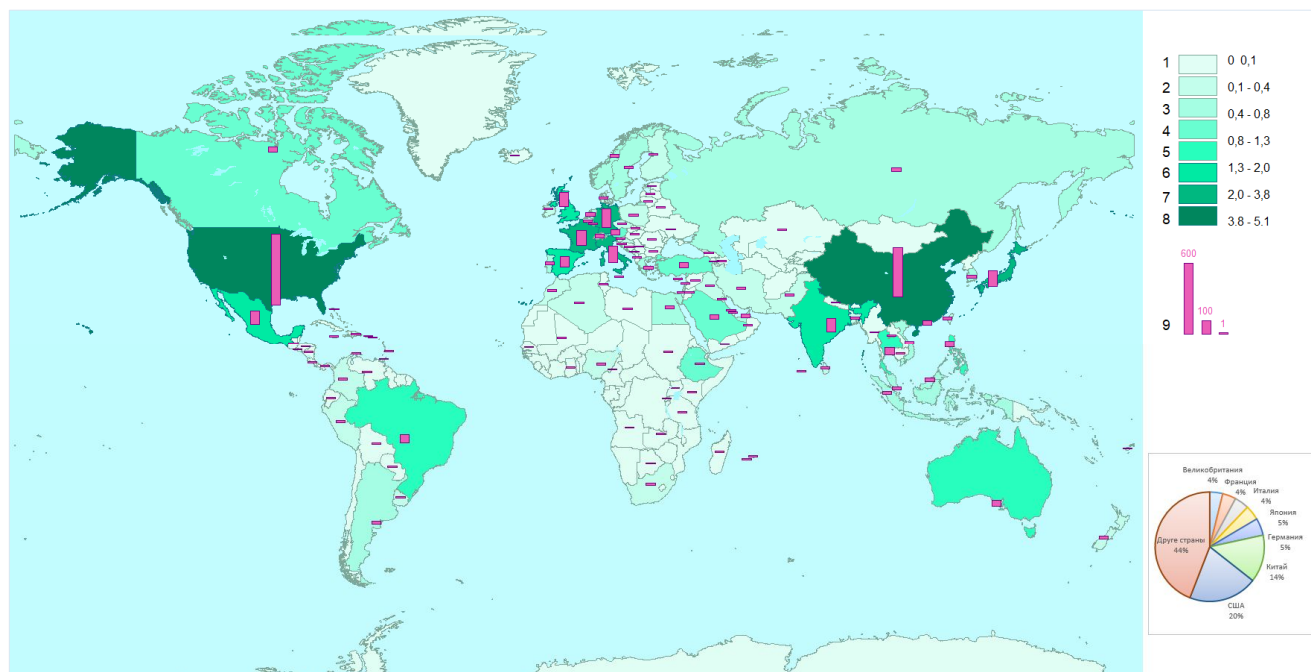 1 0 0,1
2 0,1 - 0,4
3 0,4 - 0,8
4 0,8 - 1,3
5 1,3 - 2,0
6 2,0 - 3,8
7 3.8 - 5.1
8
600
100
1
9
Великобритания
4%
Франция
4%
Италия
4%
Япония
5%
Германия
5%
Китай
14%
США
20%
Друге страны
44%